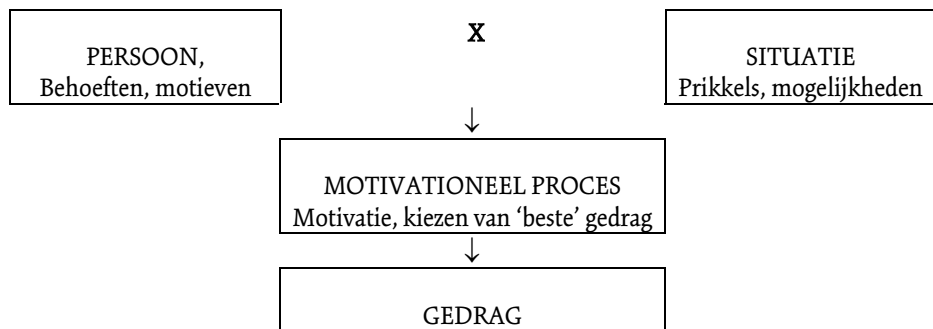 X
PERSOON,
Behoeften, motieven
SITUATIE
Prikkels, mogelijkheden
↓
MOTIVATIONEEL PROCES
Motivatie, kiezen van ‘beste’ gedrag
↓
GEDRAG